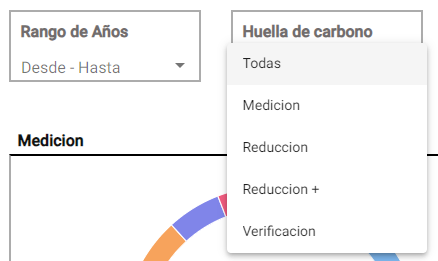 Rango de Años
Desde - Hasta
Huella de carbono
Todas
Medicion
Reduccion
Reduccion +
Verificacion
Medicion